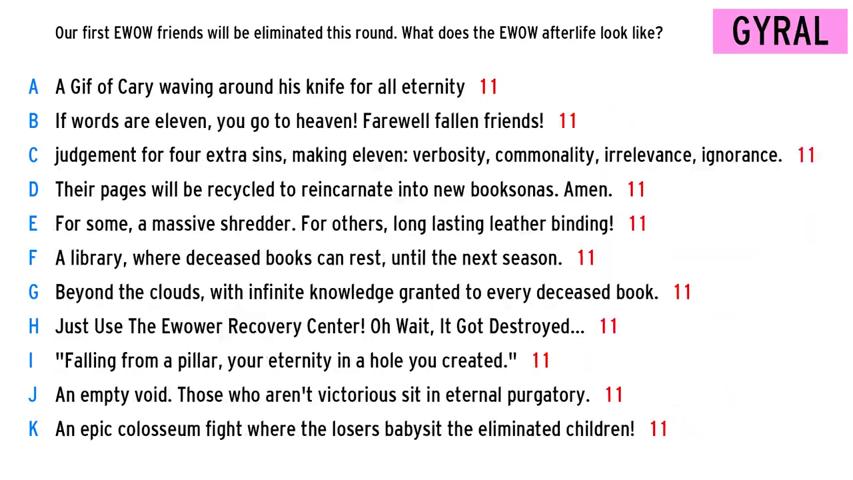 Our first EWOW friends will be eliminated this round. What does the EWOW afterlife look like?
GYRAL
A A Gif of Cary waving around his knife for all eternity 11
B If words are eleven, you go to heaven! Farewell fallen friends! 11
C judgement for four extra sins, making eleven: verbosity, commonality, irrelevance, ignorance. 11
D Their pages will be recycled to reincarnate into new booksonas. Amen. 11
E For some, a massive shredder. For others, long lasting leather binding! 11
F A library, where deceased books can rest, until the next season. 11
G Beyond the clouds, with infinite knowledge granted to every deceased book. 11
H Just Use The Ewower Recovery Center! Oh Wait, It Got Destroyed... 11
I "Falling from a pillar, your eternity in a hole you created." 11
J An empty void. Those who aren't victorious sit in eternal purgatory. 11
K An epic colosseum fight where the losers babysit the eliminated children! 11